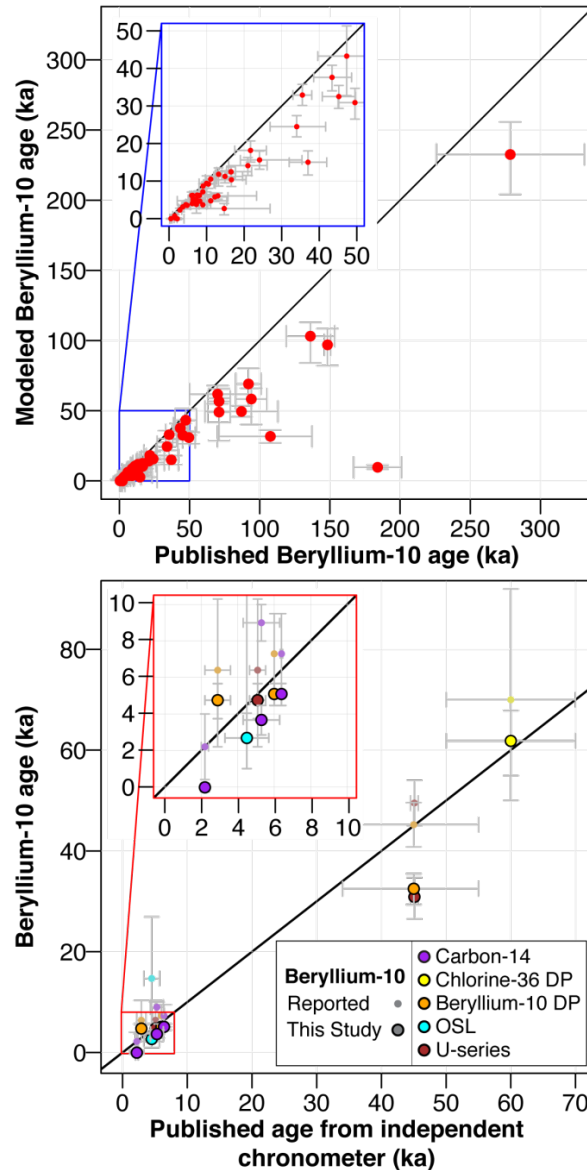 50
40
30
20
10
0
0 10 20 30 40 50
300
250
200
150
100
50
0
Modeled Beryllium-10 age (ka)
0 50 100 150 200 250 300
Published Beryllium-10 age (ka)
10
8
6
4
2
0
0 2 4 6 8 10
80
60
40
20
0
Beryllium-10 age (ka)
Beryllium-10
Reported
This Study
Carbon-14
Chlorine-36 DP
Beryllium-10 DP
OSL
U-series
0 10 20 30 40 50 60 70
Published age from independent
chronometer (ka)